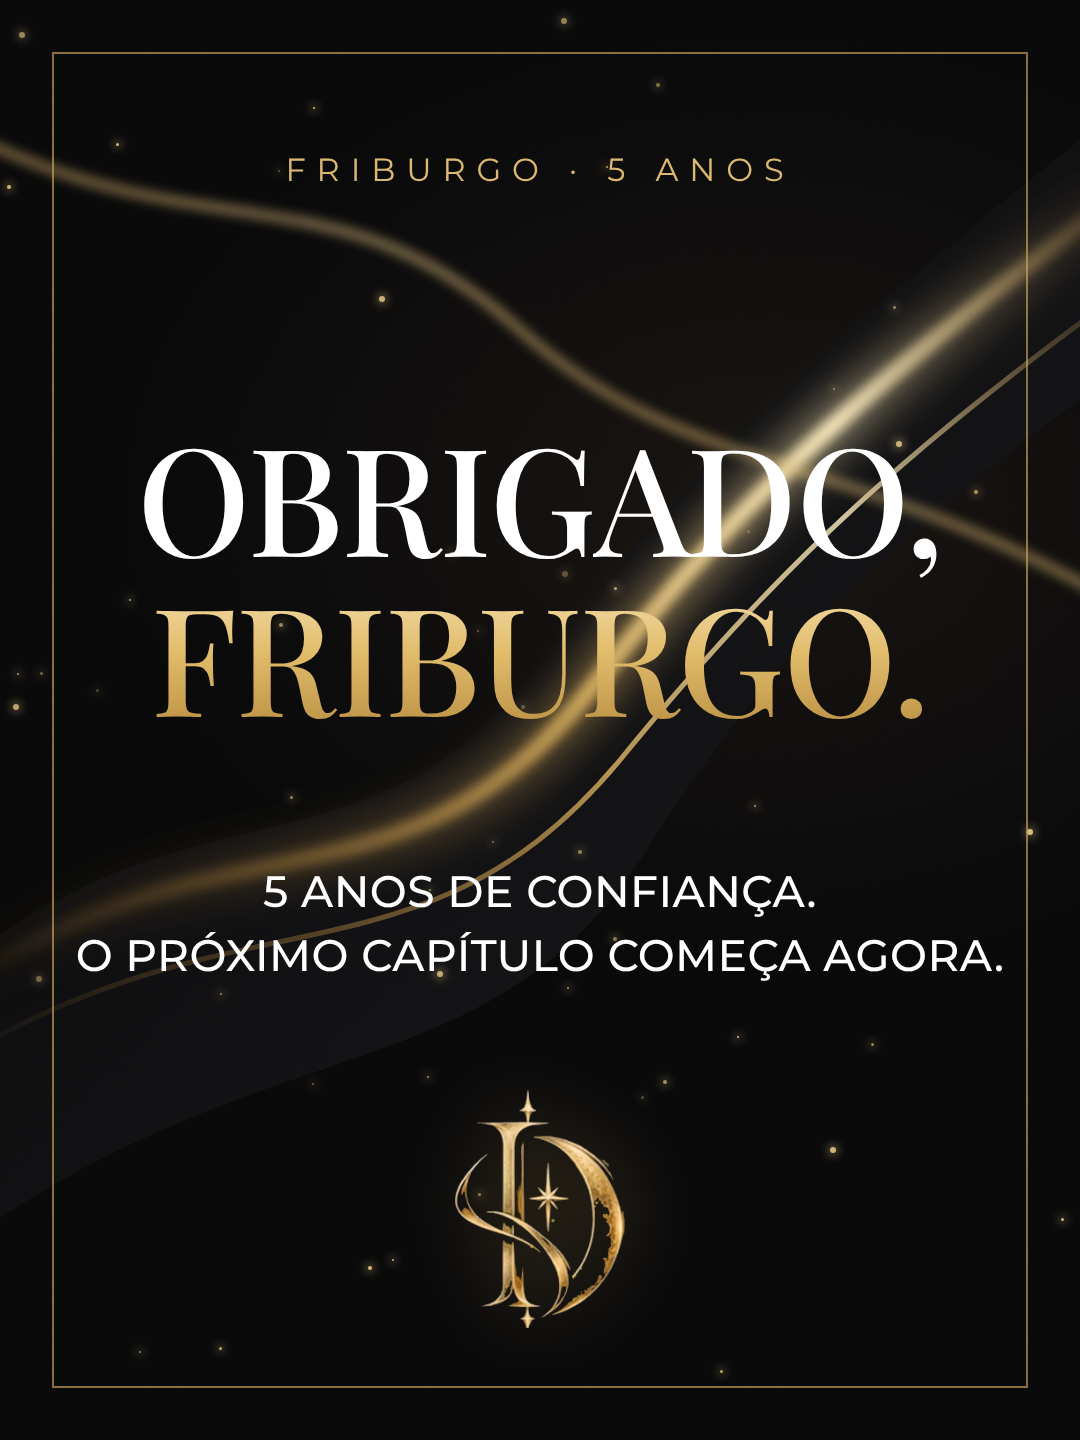 FRIBURGO · 5 ANOS
OBRIGADO,
FRIBURGO.
5 ANOS DE CONFIANÇA.
O PRÓXIMO CAPÍTULO COMEÇA AGORA.